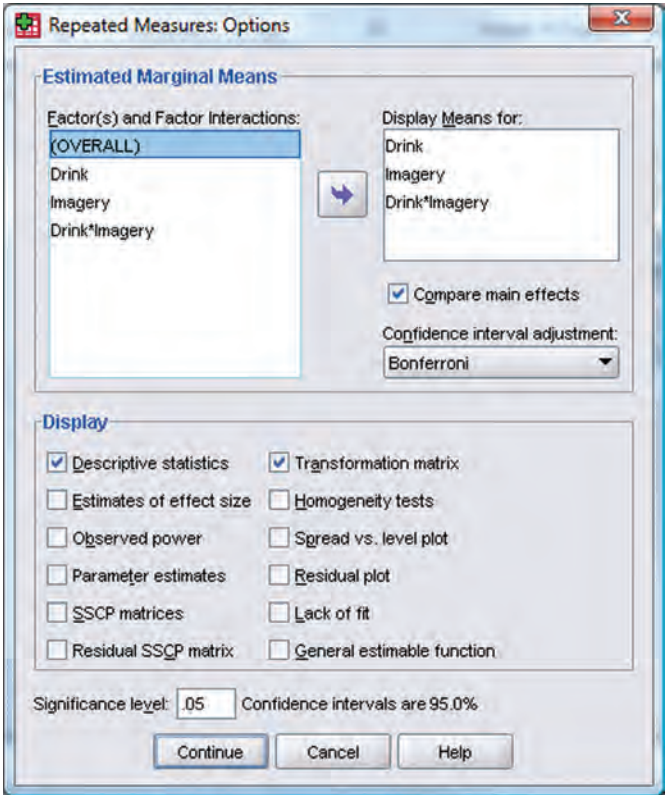 Repeated Measures: Options
Estimated Marginal Means
Factor(s) and Factor Interactions:
(OVERALL)
Drink
Imagery
Drink*Imagery
Display Means for:
Drink
Imagery
Drink*Imagery
Compare main effects
Confidence interval adjustment:
Bonferroni
Display
Descriptive statistics
Transformation matrix
Estimates of effect size
Homogeneity tests
Observed power
Spread vs. level plot
Parameter estimates
Residual plot
SSCP matrices
Lack of fit
Residual SSCP matrix
General estimable function
Significance level: .05 Confidence intervals are 95.0%
Continue
Cancel
Help